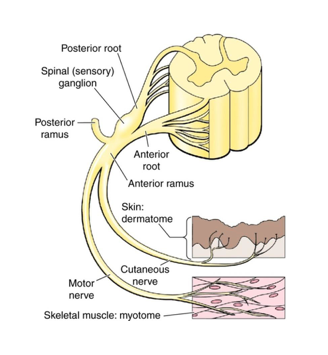 Posterior root
Spinal (sensory)
ganglion
Posterior
ramus
Anterior
root
Anterior ramus
Skin:
dermatome
Cutaneous
nerve
Motor
nerve
Skeletal muscle: myotome